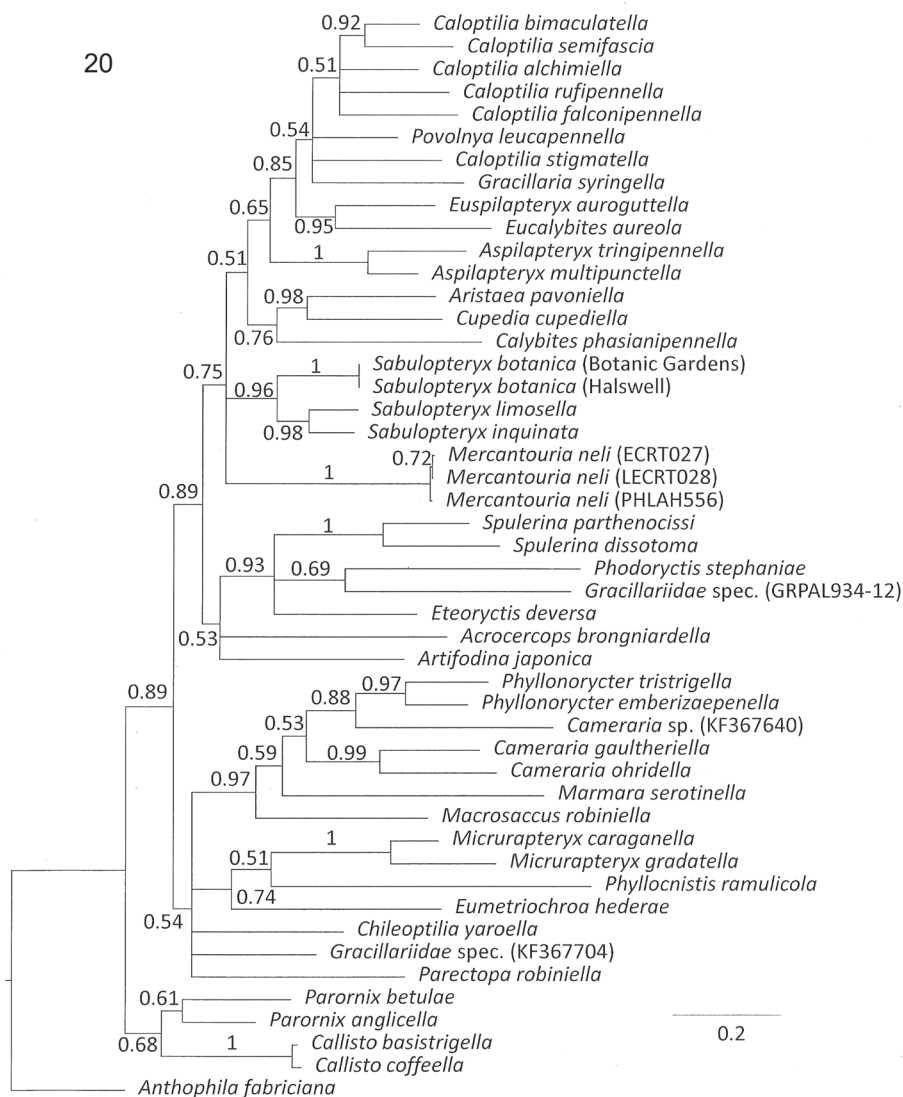 0.92 Caloptilia bimaculatella
20 Caloptilia semifascia
0.51 Caloptilia alchimiella
Caloptilia rufipennella
Caloptilia falconipennella
0.54 Povolnya leucapennella
0.85 Caloptilia stigmatella
Gracillaria syringella
0.65 Euspilapteryx auroguttella
0.95 Eucalybites aureola
0.51 1 Aspilapteryx tringipennella
Aspilapteryx multipunctella
0.98 Aristaea pavoniella
Cupedia cupediella
0.76 Calybites phasianipennella
0.75 1 Sabulopteryx botanica (Botanic Gardens)
0.96 Sabulopteryx botanica (Halswell)
Sabulopteryx limosella
0.98 Sabulopteryx inquinata
0.72 Mercantouria neli (ECRT027)
1 Mercantouria neli (LECRT028)
0.89 Mercantouria neli (PHLAH556)
1 Spulerina parthenocissi
Spulerina dissotoma
0.93 0.69 Phodoryctis stephaniae
Gracillariidae spec. (GRPAL934-12)
Eteoryctis deversa
0.53 Acrocercops brongniardella
Artifodina japonica
0.89 0.97 Phyllonorycter tristrigella
0.88 Phyllonorycter emberizaepenella
0.53 Cameraria sp. (KF367640)
0.59 0.99 Cameraria gaultheriella
Cameraria ohridella
0.97 Marmara serotinella
Macrosaccus robiniella
1 Micrurapteryx caraganella
0.51 Micrurapteryx gradatella
0.74 Phyllocnistis ramulicola
Eumetriochroa hederae
0.54 Chileoptilia yaroella
Gracillariidae spec. (KF367704)
Parectopa robiniella
0.61 Parornix betulae
Parornix anglicella
0.68 1 Callisto basistrigella
0.2
Callisto coffeella
Anthophila fabriciana